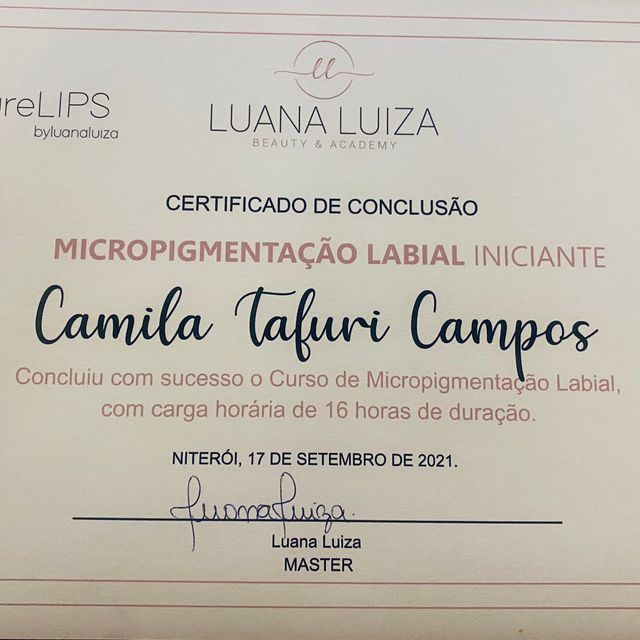 ureLIPS
byluanaluiza
LUANA LUIZA
BEAUTY & ACADEMY
CERTIFICADO DE CONCLUSÃO
MICROPIGMENTAÇÃO LABIAL INICIANTE
Camila Tafuri Campos
Concluiu com sucesso o Curso de Micropigmentação Labial,
com carga horária de 16 horas de duração.
NITERÓI, 17 DE SETEMBRO DE 2021.
Luana Luiza
Luana Luiza
MASTER